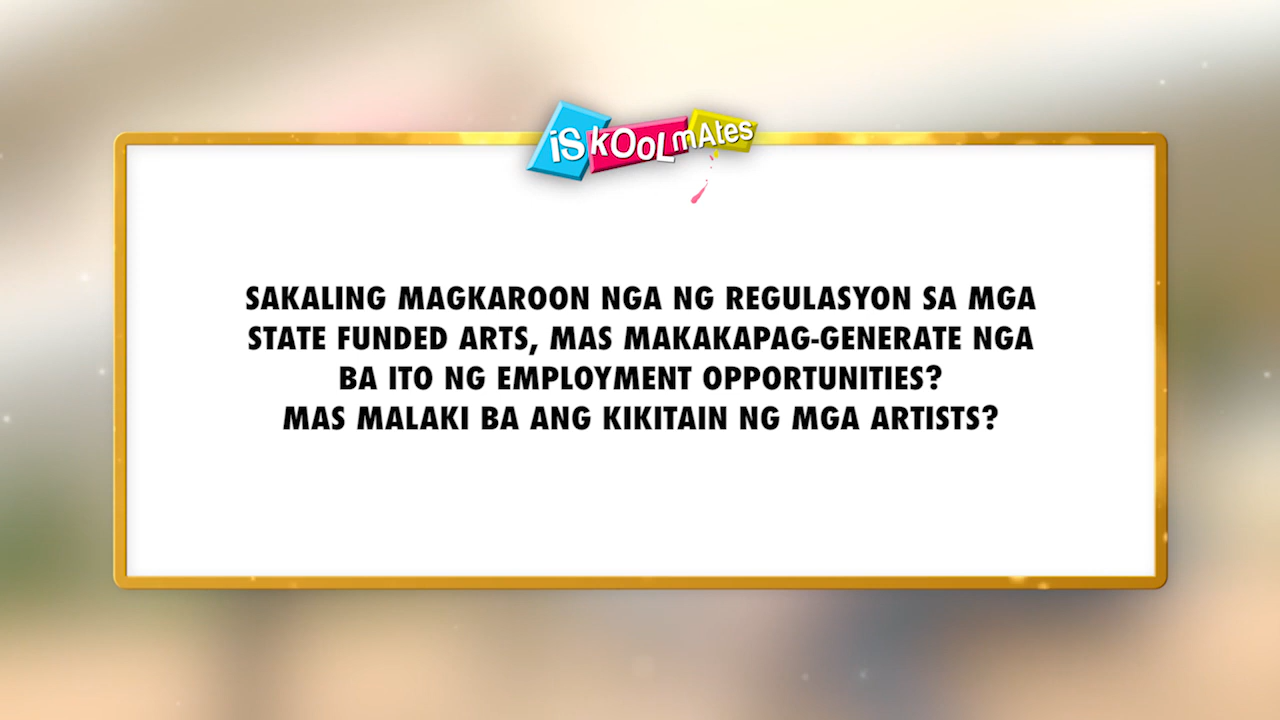 iskOoLmAtes
SAKALING MAGKAROON NGA NG REGULASYON SA MGA
STATE FUNDED ARTS, MAS MAKAKAPAG-GENERATE NGA
BA ITO NG EMPLOYMENT OPPORTUNITIES?
MAS MALAKI BA ANG KIKITAIN NG MGA ARTISTS?